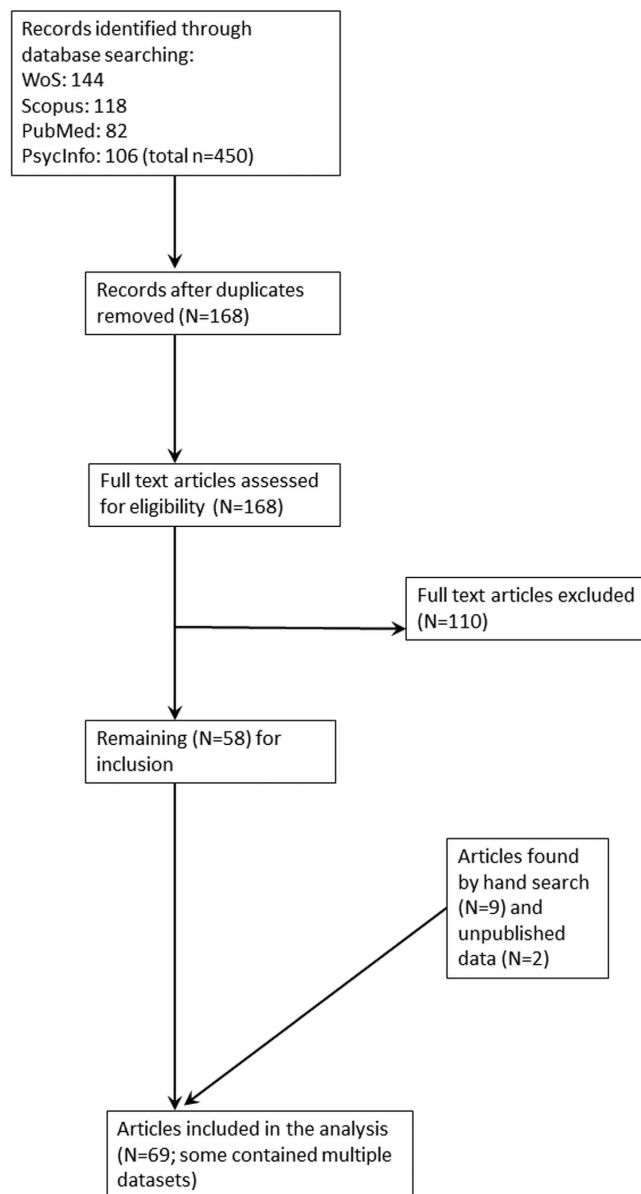 Records identified through
database searching:
WoS: 144
Scopus: 118
PubMed: 82
PsycInfo: 106 (total n=450)
Records after duplicates
removed (N=168)
Full text articles assessed
for eligibility (N=168)
Full text articles excluded
(N=110)
Remaining (N=58) for
inclusion
Articles found
by hand search
(N=9) and
unpublished
data (N=2)
Articles included in the analysis
(N=69; some contained multiple
datasets)